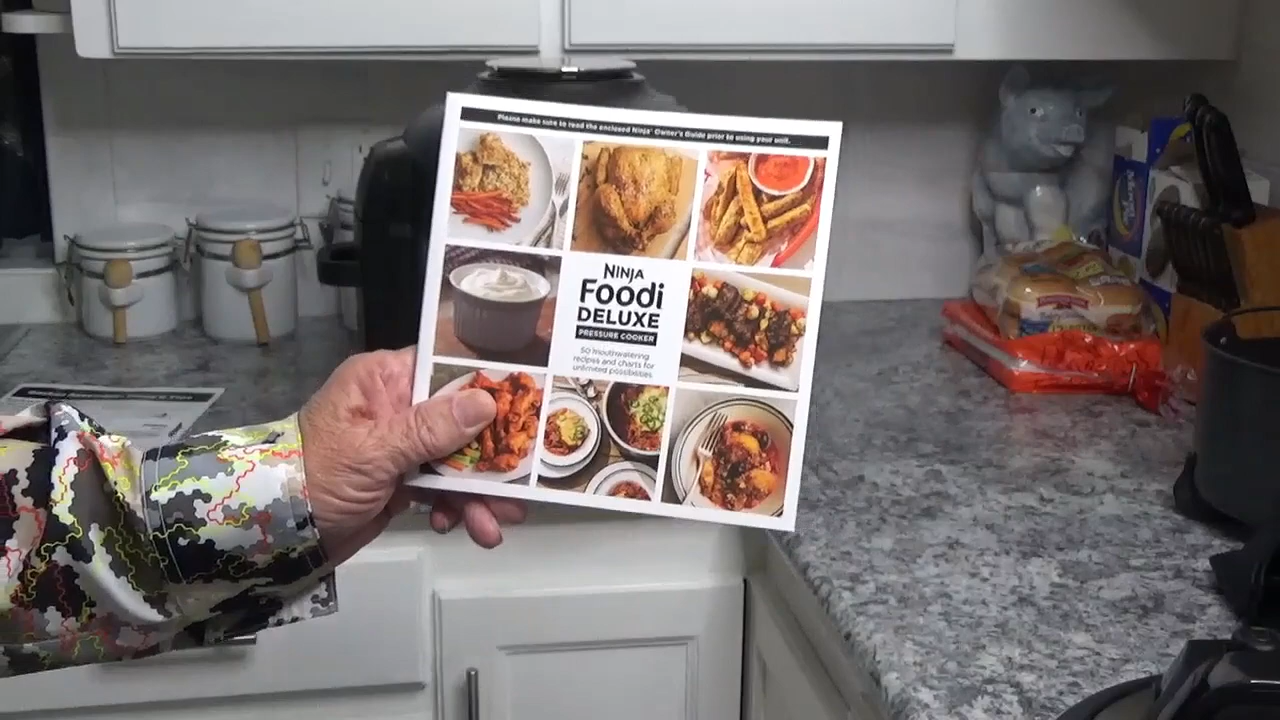 Please make sure to read the enclosed Ninja® Owner's Guide prior to using your unit.
NINJA
Foodi
DELUXE
PRESSURE COOKER
50 mouthwatering
recipes and charts for
unlimited possibilities